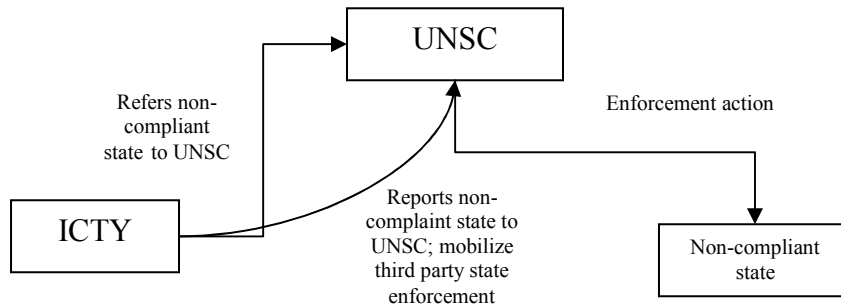 UNSC
Refers non-
compliant
state to UNSC
Enforcement action
Reports non-
complaint state to
UNSC; mobilize
third party state
enforcement
ICTY
Non-compliant
state